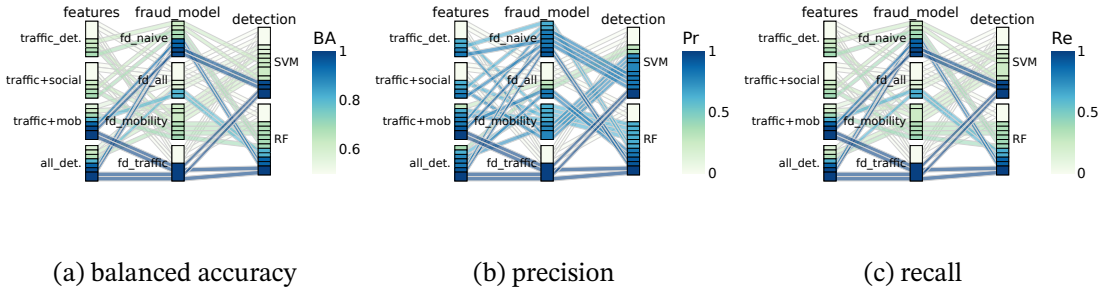 features fraud_model detection
traffic_det. fd_naive BA
1
SVM
traffic+social fd_all
0.8
traffic+mob fd_mobility
RF
0.6
all_det. fd_traffic
(a) balanced accuracy
features fraud_model detection
traffic_det. fd_naive Pr
1
SVM
traffic+social fd_all
0.5
traffic+mob fd_mobility
RF
all_det. fd_traffic
0
(b) precision
features fraud_model detection
traffic_det. fd_naive Re
1
SVM
traffic+social fd_all
0.5
traffic+mob fd_mobility
RF
all_det. fd_traffic
0
(c) recall